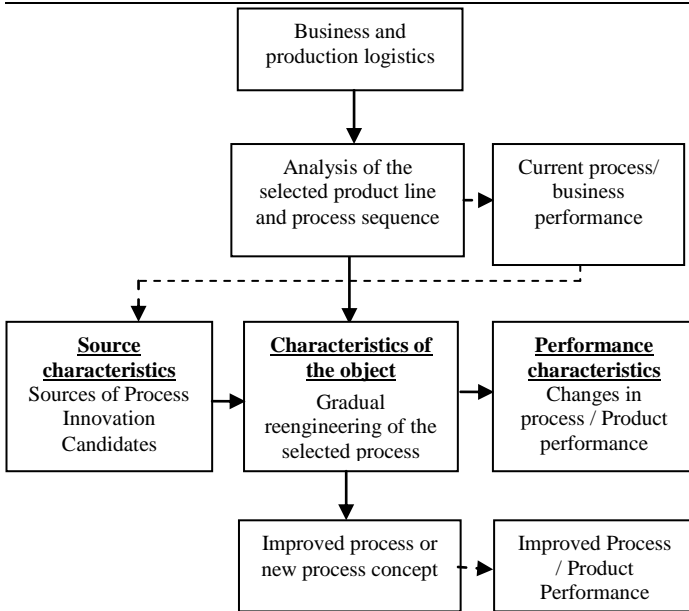 Business and
production logistics
Analysis of the
selected product line
and process sequence
Current process/
business
performance
Source
characteristics
Sources of Process
Innovation
Candidates
Characteristics of
the object
Gradual
reengineering of the
selected process
Performance
characteristics
Changes in
process / Product
performance
Improved process or
new process concept
Improved Process
/ Product
Performance